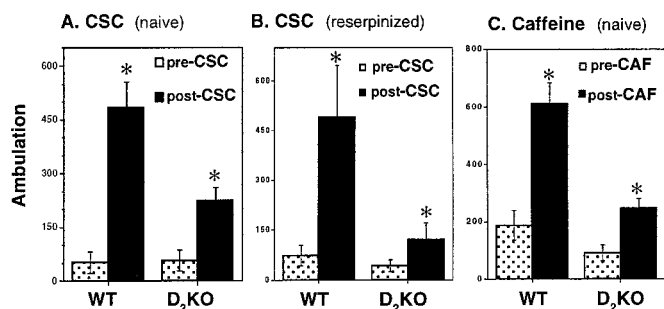 A. CSC (naive)
pre-CSC
post-CSC
Ambulation
600
450
300
150
0
*
*
WT
D₂KO
B. CSC (reserpinized)
pre-CSC
post-CSC
600
450
300
150
0
*
*
WT
D₂KO
C. Caffeine (naive)
pre-CAF
post-CAF
800
600
400
200
0
*
*
WT
D₂KO